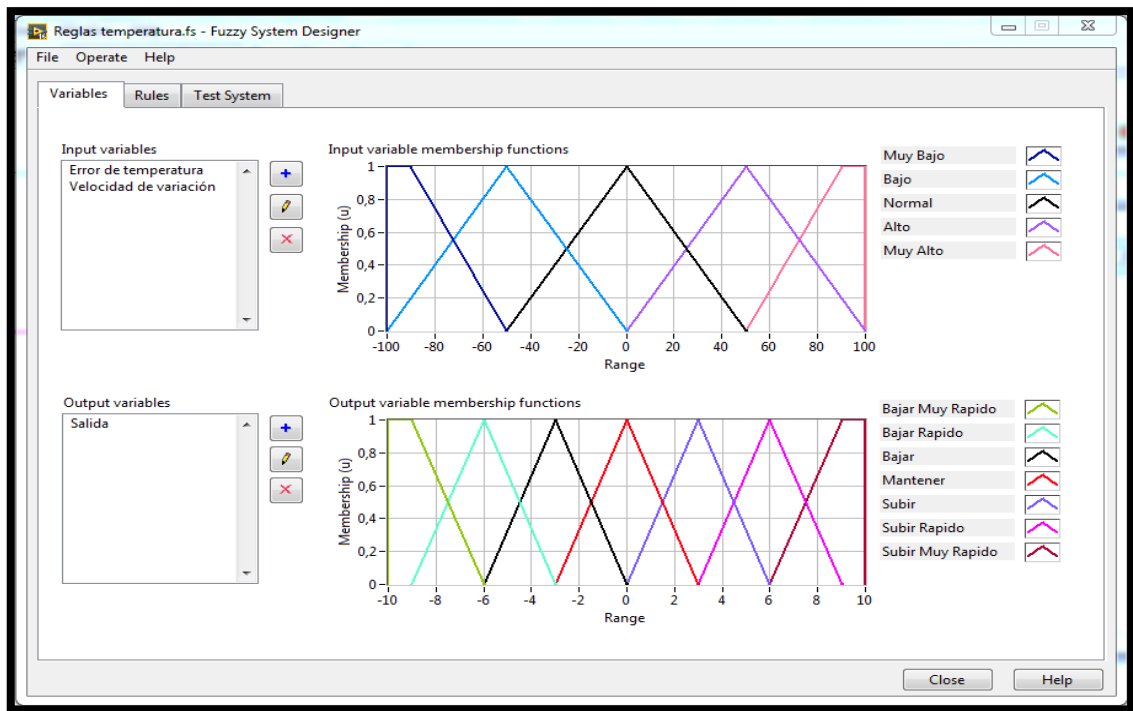 Reglas temperatura.fs - Fuzzy System Designer
File Operate Help
Variables Rules Test System
Input variables
Error de temperatura
Velocidad de variación
Input variable membership functions
1
0,8
0,6
0,4
0,2
0
Membership (u)
-100 -80 -60 -40 -20 0 20 40 60 80 100
Range
Muy Bajo
Bajo
Normal
Alto
Muy Alto
Output variables
Salida
Output variable membership functions
1
0,8
0,6
0,4
0,2
0
Membership (u)
-10 -8 -6 -4 -2 0 2 4 6 8 10
Range
Bajar Muy Rapido
Bajar Rapido
Bajar
Mantener
Subir
Subir Rapido
Subir Muy Rapido
Close Help